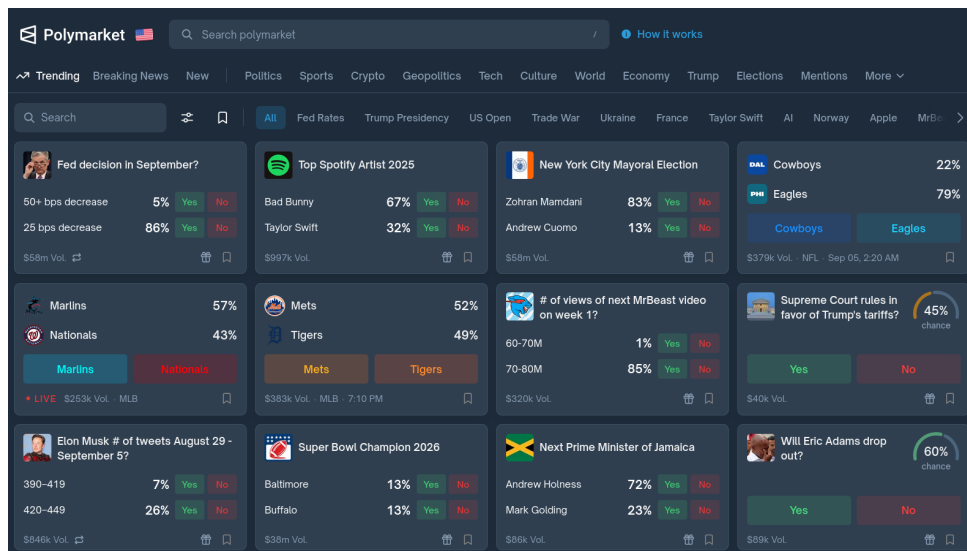 Polymarket
Search polymarket
/
How it works
Trending
Breaking News
New
Politics
Sports
Crypto
Geopolitics
Tech
Culture
World
Economy
Trump
Elections
Mentions
More
Search
All
Fed Rates
Trump Presidency
US Open
Trade War
Ukraine
France
Taylor Swift
AI
Norway
Apple
Fed decision in September?
50+ bps decrease 5% Yes No
25 bps decrease 86% Yes No
$58m Vol.
Top Spotify Artist 2025
Bad Bunny 67% Yes No
Taylor Swift 32% Yes No
$997k Vol.
New York City Mayoral Election
Zohran Mamdani 83% Yes No
Andrew Cuomo 13% Yes No
$58m Vol.
DAL Cowboys 22%
PHI Eagles 79%
Cowboys Eagles
$379k Vol. · NFL · Sep 05, 2:20 AM
Marlins 57%
Nationals 43%
Marlins Nationals
• LIVE $253k Vol. · MLB
Mets 52%
Tigers 49%
Mets Tigers
$383k Vol. · MLB · 7:10 PM
# of views of next MrBeast video
on week 1?
60-70M 1% Yes No
70-80M 85% Yes No
$320k Vol.
Supreme Court rules in
favor of Trump's tariffs?
45%
chance
Yes No
$40k Vol.
Elon Musk # of tweets August 29 -
September 5?
390–419 7% Yes No
420–449 26% Yes No
$846k Vol.
Super Bowl Champion 2026
Baltimore 13% Yes No
Buffalo 13% Yes No
$38m Vol.
Next Prime Minister of Jamaica
Andrew Holness 72% Yes No
Mark Golding 23% Yes No
$86k Vol.
Will Eric Adams drop
out?
60%
chance
Yes No
$89k Vol.